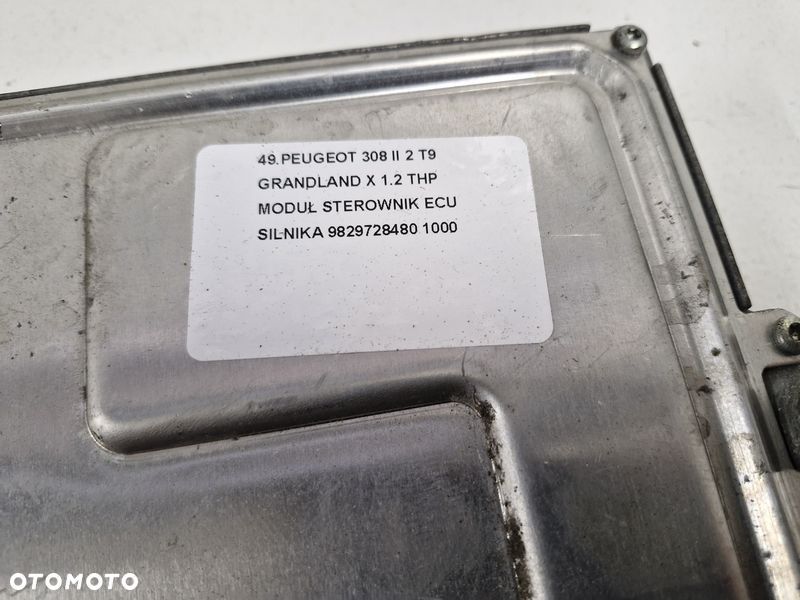 49.PEUGEOT 308 II 2 T9
GRANDLAND X 1.2 THP
MODUŁ STEROWNIK ECU
SILNIKA 9829728480 1000
OTOMOTO